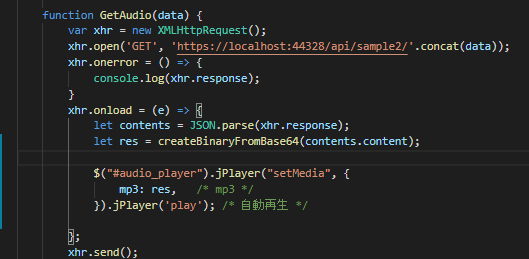 function GetAudio(data) {
    var xhr = new XMLHttpRequest();
    xhr.open('GET', 'https://localhost:44328/api/sample2/'.concat(data));
    xhr.onerror = () => {
        console.log(xhr.response);
    }
    xhr.onload = (e) => {
        let contents = JSON.parse(xhr.response);
        let res = createBinaryFromBase64(contents.content);
        $("#audio_player").jPlayer("setMedia", {
            mp3: res,   /* mp3 */
        }).jPlayer('play'); /* 自動再生 */
    };
    xhr.send();